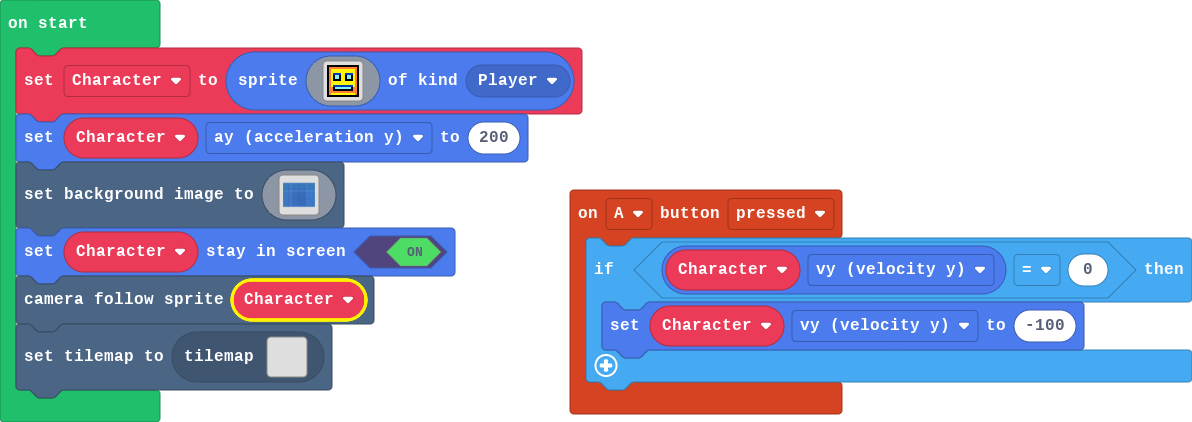 on start
set Character to sprite of kind Player
set Character ay (acceleration y) to 200
set background image to
set Character stay in screen ON
camera follow sprite Character
set tilemap to tilemap
on A button pressed
if Character vy (velocity y) = 0 then
set Character vy (velocity y) to -100